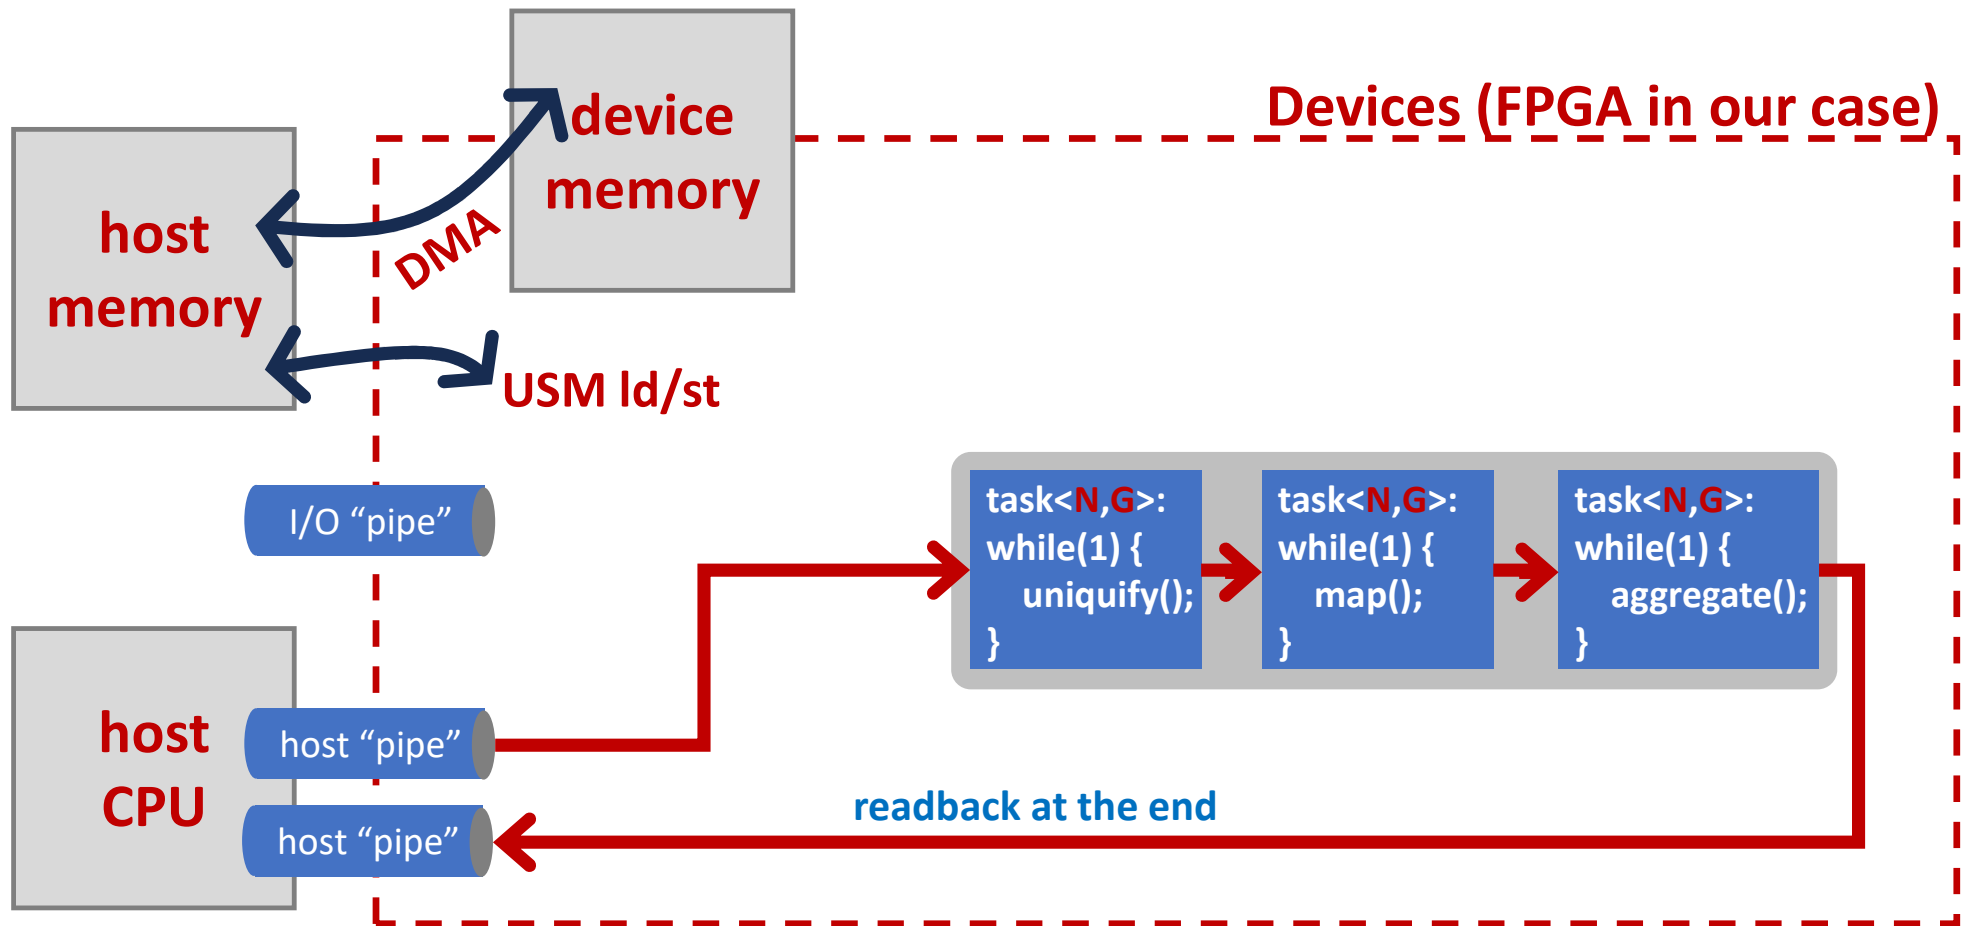 device
memory
Devices (FPGA in our case)
host
memory
DMA
USM ld/st
I/O “pipe”
task<N,G>:
while(1) {
uniquify();
}
task<N,G>:
while(1) {
map();
}
task<N,G>:
while(1) {
aggregate();
}
host
CPU
host “pipe”
host “pipe”
readback at the end